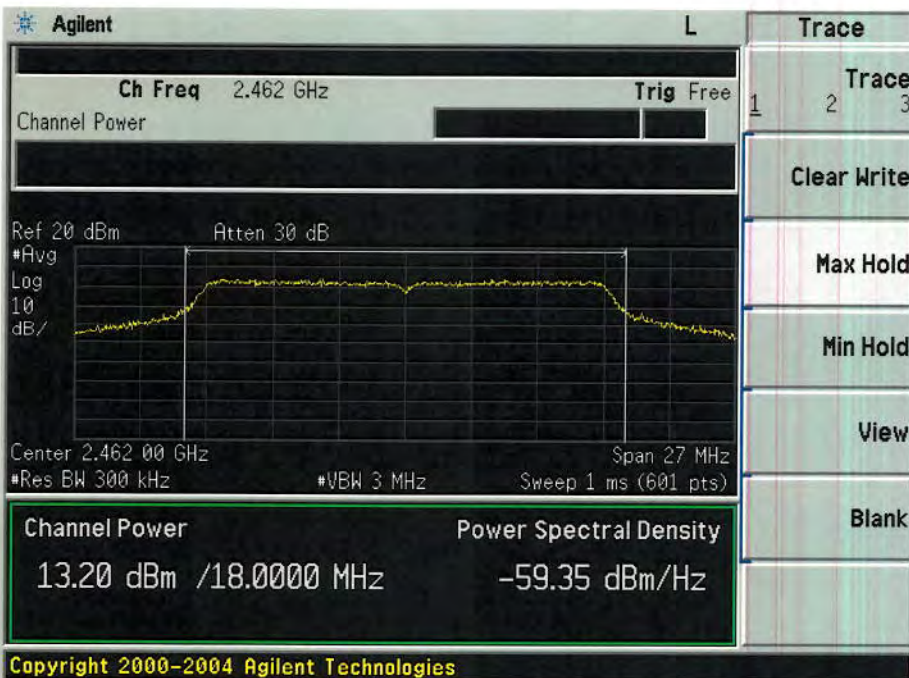 Agilent
L
Trace
Ch Freq 2.462 GHz
Trig Free
Channel Power
Trace
1 2 3
Clear Write
Max Hold
Min Hold
View
Blank
Ref 20 dBm
Atten 30 dB
#Avg
Log
10
dB/
Center 2.462 00 GHz
Span 27 MHz
#Res BW 300 kHz
#VBW 3 MHz
Sweep 1 ms (601 pts)
Channel Power
Power Spectral Density
13.20 dBm /18.0000 MHz
-59.35 dBm/Hz
Copyright 2000-2004 Agilent Technologies